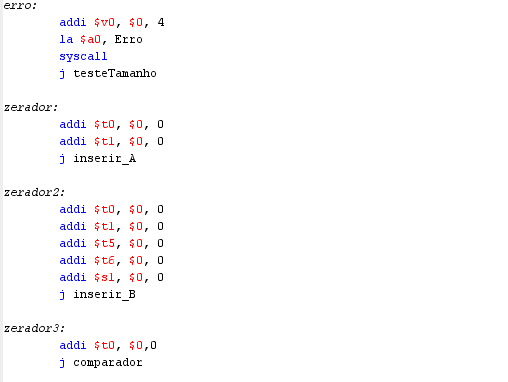 erro:
addi $v0, $0, 4
la $a0, Erro
syscall
j testeTamanho
zerador:
addi $t0, $0, 0
addi $t1, $0, 0
j inserir_A
zerador2:
addi $t0, $0, 0
addi $t1, $0, 0
addi $t5, $0, 0
addi $t6, $0, 0
addi $s1, $0, 0
j inserir_B
zerador3:
addi $t0, $0,0
j comparador